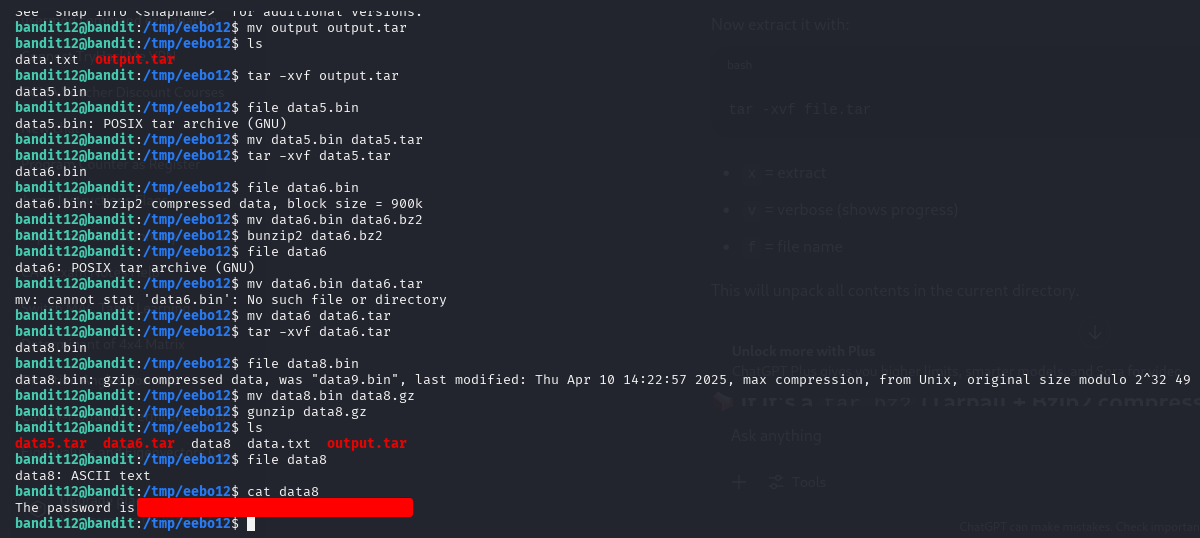 See 'snap info <snapname>' for additional versions.
bandit12@bandit:/tmp/eebo12$ mv output output.tar
bandit12@bandit:/tmp/eebo12$ ls
data.txt  output.tar
bandit12@bandit:/tmp/eebo12$ tar -xvf output.tar
data5.bin
bandit12@bandit:/tmp/eebo12$ file data5.bin
data5.bin: POSIX tar archive (GNU)
bandit12@bandit:/tmp/eebo12$ mv data5.bin data5.tar
bandit12@bandit:/tmp/eebo12$ tar -xvf data5.tar
data6.bin
bandit12@bandit:/tmp/eebo12$ file data6.bin
data6.bin: bzip2 compressed data, block size = 900k
bandit12@bandit:/tmp/eebo12$ mv data6.bin data6.bz2
bandit12@bandit:/tmp/eebo12$ bunzip2 data6.bz2
bandit12@bandit:/tmp/eebo12$ file data6
data6: POSIX tar archive (GNU)
bandit12@bandit:/tmp/eebo12$ mv data6.bin data6.tar
mv: cannot stat 'data6.bin': No such file or directory
bandit12@bandit:/tmp/eebo12$ mv data6 data6.tar
bandit12@bandit:/tmp/eebo12$ tar -xvf data6.tar
data8.bin
bandit12@bandit:/tmp/eebo12$ file data8.bin
data8.bin: gzip compressed data, was "data9.bin", last modified: Thu Apr 10 14:22:57 2025, max compression, from Unix, original size modulo 2^32 49
bandit12@bandit:/tmp/eebo12$ mv data8.bin data8.gz
bandit12@bandit:/tmp/eebo12$ gunzip data8.gz
bandit12@bandit:/tmp/eebo12$ ls
data5.tar  data6.tar  data8  data.txt  output.tar
bandit12@bandit:/tmp/eebo12$ file data8
data8: ASCII text
bandit12@bandit:/tmp/eebo12$ cat data8
The password is
bandit12@bandit:/tmp/eebo12$
Now extract it with:
bash
tar -xvf file.tar
• x = extract
• v = verbose (shows progress)
• f = file name
This will unpack all contents in the current directory.
Unlock more with Plus
Ask anything
Tools
ChatGPT can make mistakes. Check important